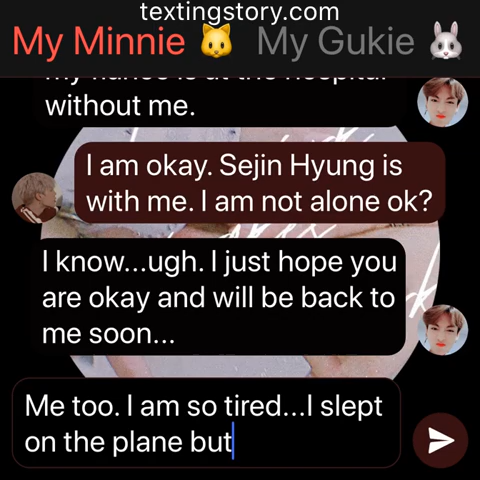 textingstory.com
My Minnie 🐱 My Gukie 🐰
without me.
I am okay. Sejin Hyung is
with me. I am not alone ok?
I know...ugh. I just hope you
are okay and will be back to
me soon...
Me too. I am so tired...I slept
on the plane but